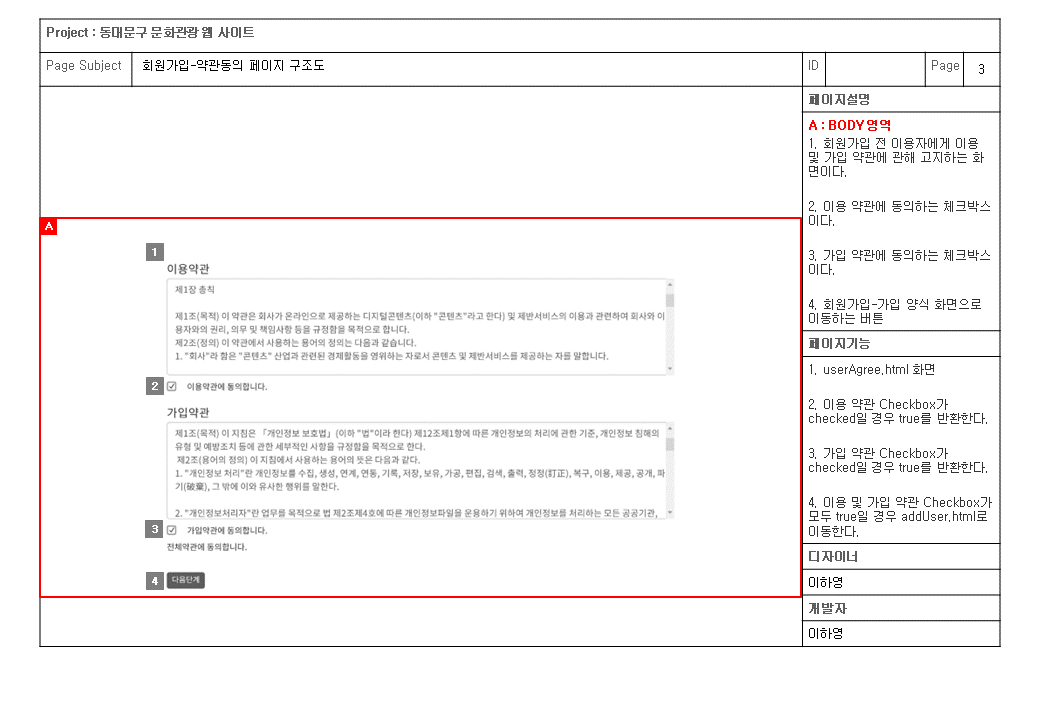 Project : 동대문구 문화관광 웹 사이트
Page Subject 회원가입-약관동의 페이지 구조도 ID Page 3
페이지설명
A : BODY 영역
1. 회원가입 전 이용자에게 이용
및 가입 약관에 관해 고지하는 화
면이다.
2. 이용 약관에 동의하는 체크박스
이다.
3. 가입 약관에 동의하는 체크박스
이다.
4. 회원가입-가입 양식 화면으로
이동하는 버튼
페이지기능
1. userAgree.html 화면
2. 이용 약관 Checkbox가
checked일 경우 true를 반환한다.
3. 가입 약관 Checkbox가
checked일 경우 true를 반환한다.
4. 이용 및 가입 약관 Checkbox가
모두 true일 경우 addUser.html로
이동한다.
디자이너
이하영
개발자
이하영
A
1
이용약관
제1장 총칙
제1조(목적) 이 약관은 회사가 온라인으로 제공하는 디지털콘텐츠(이하 "콘텐츠"라고 한다) 및 제반서비스의 이용과 관련하여 회사와 이
용자와의 권리, 의무 및 책임사항 등을 규정함을 목적으로 합니다.
제2조(정의) 이 약관에서 사용하는 용어의 정의는 다음과 같습니다.
1. "회사"라 함은 "콘텐츠" 산업과 관련된 경제활동을 영위하는 자로서 콘텐츠 및 제반서비스를 제공하는 자를 말합니다.
2 이용약관에 동의합니다.
가입약관
제1조(목적) 이 지침은 「개인정보 보호법」(이하 "법"이라 한다) 제12조제1항에 따른 개인정보의 처리에 관한 기준, 개인정보 침해의
유형 및 예방조치 등에 관한 세부적인 사항을 규정함을 목적으로 한다.
제2조(용어의 정의) 이 지침에서 사용하는 용어의 뜻은 다음과 같다.
1. "개인정보 처리"란 개인정보를 수집, 생성, 연계, 연동, 기록, 저장, 보유, 가공, 편집, 검색, 출력, 정정(訂正), 복구, 이용, 제공, 공개, 파
기(破棄), 그 밖에 이와 유사한 행위를 말한다.
2. "개인정보처리자"란 업무를 목적으로 법 제2조제4호에 따른 개인정보파일을 운용하기 위하여 개인정보를 처리하는 모든 공공기관,
3 가입약관에 동의합니다.
전체약관에 동의합니다.
4 다음단계